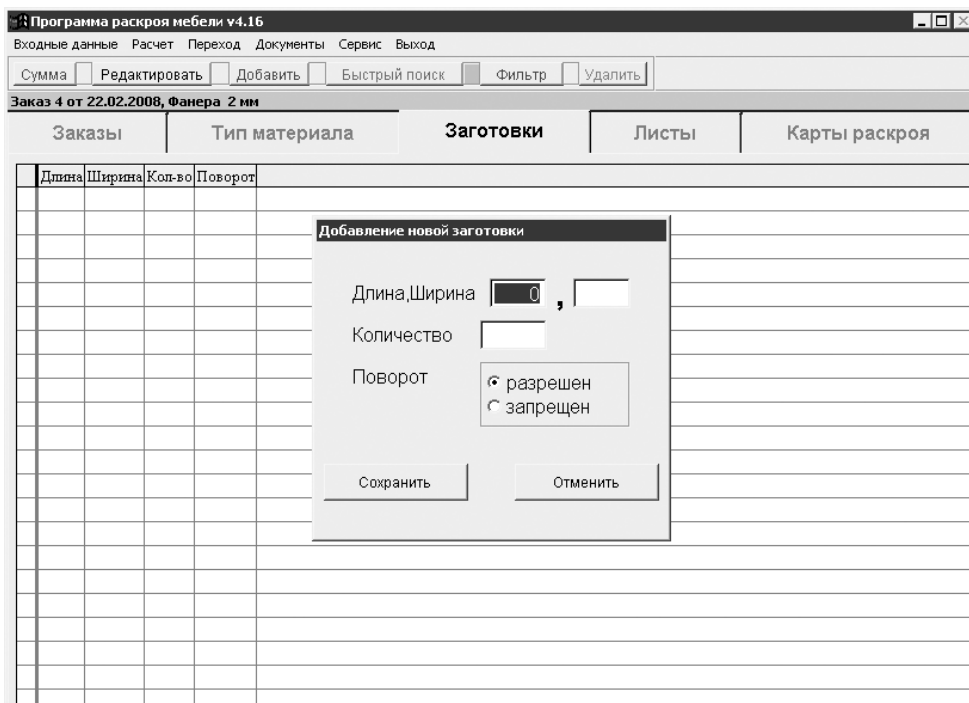 Программа раскроя мебели v4.16
Входные данные Расчет Переход Документы Сервис Выход
Сумма Редактировать Добавить Быстрый поиск Фильтр Удалить
Заказ 4 от 22.02.2008, Фанера 2 мм
Заказы Тип материала Заготовки Листы Карты раскроя
Длина Ширина Кол-во Поворот
Добавление новой заготовки
Длина,Ширина 0 ,
Количество
Поворот
разрешен
запрещен
Сохранить Отменить